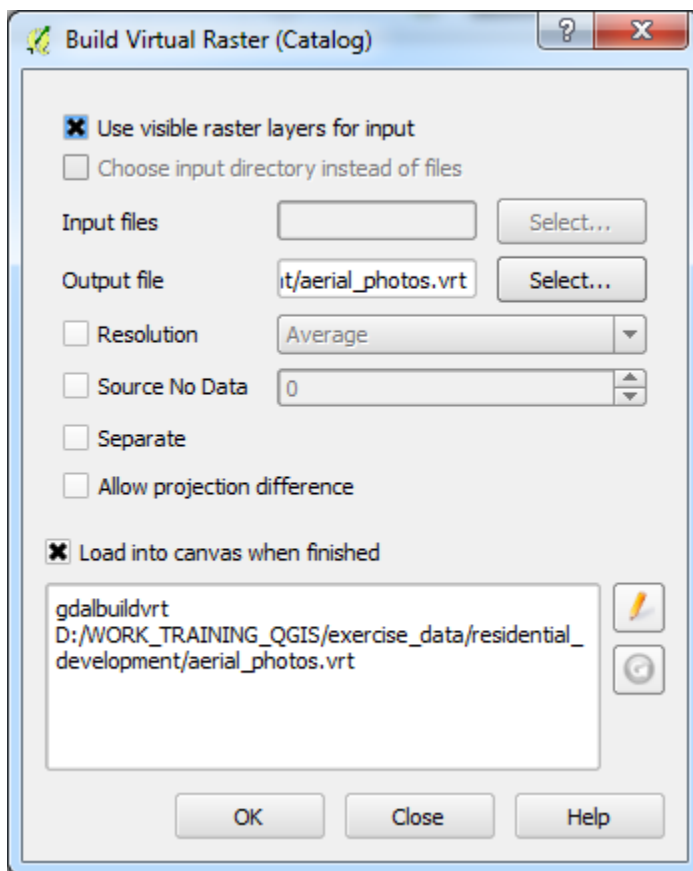 Build Virtual Raster (Catalog)
Use visible raster layers for input
Choose input directory instead of files
Input files Select...
Output file ıt/aerial_photos.vrt Select...
Resolution Average
Source No Data 0
Separate
Allow projection difference
Load into canvas when finished
gdalbuildvrt
D:/WORK_TRAINING_QGIS/exercise_data/residential_
development/aerial_photos.vrt
OK Close Help